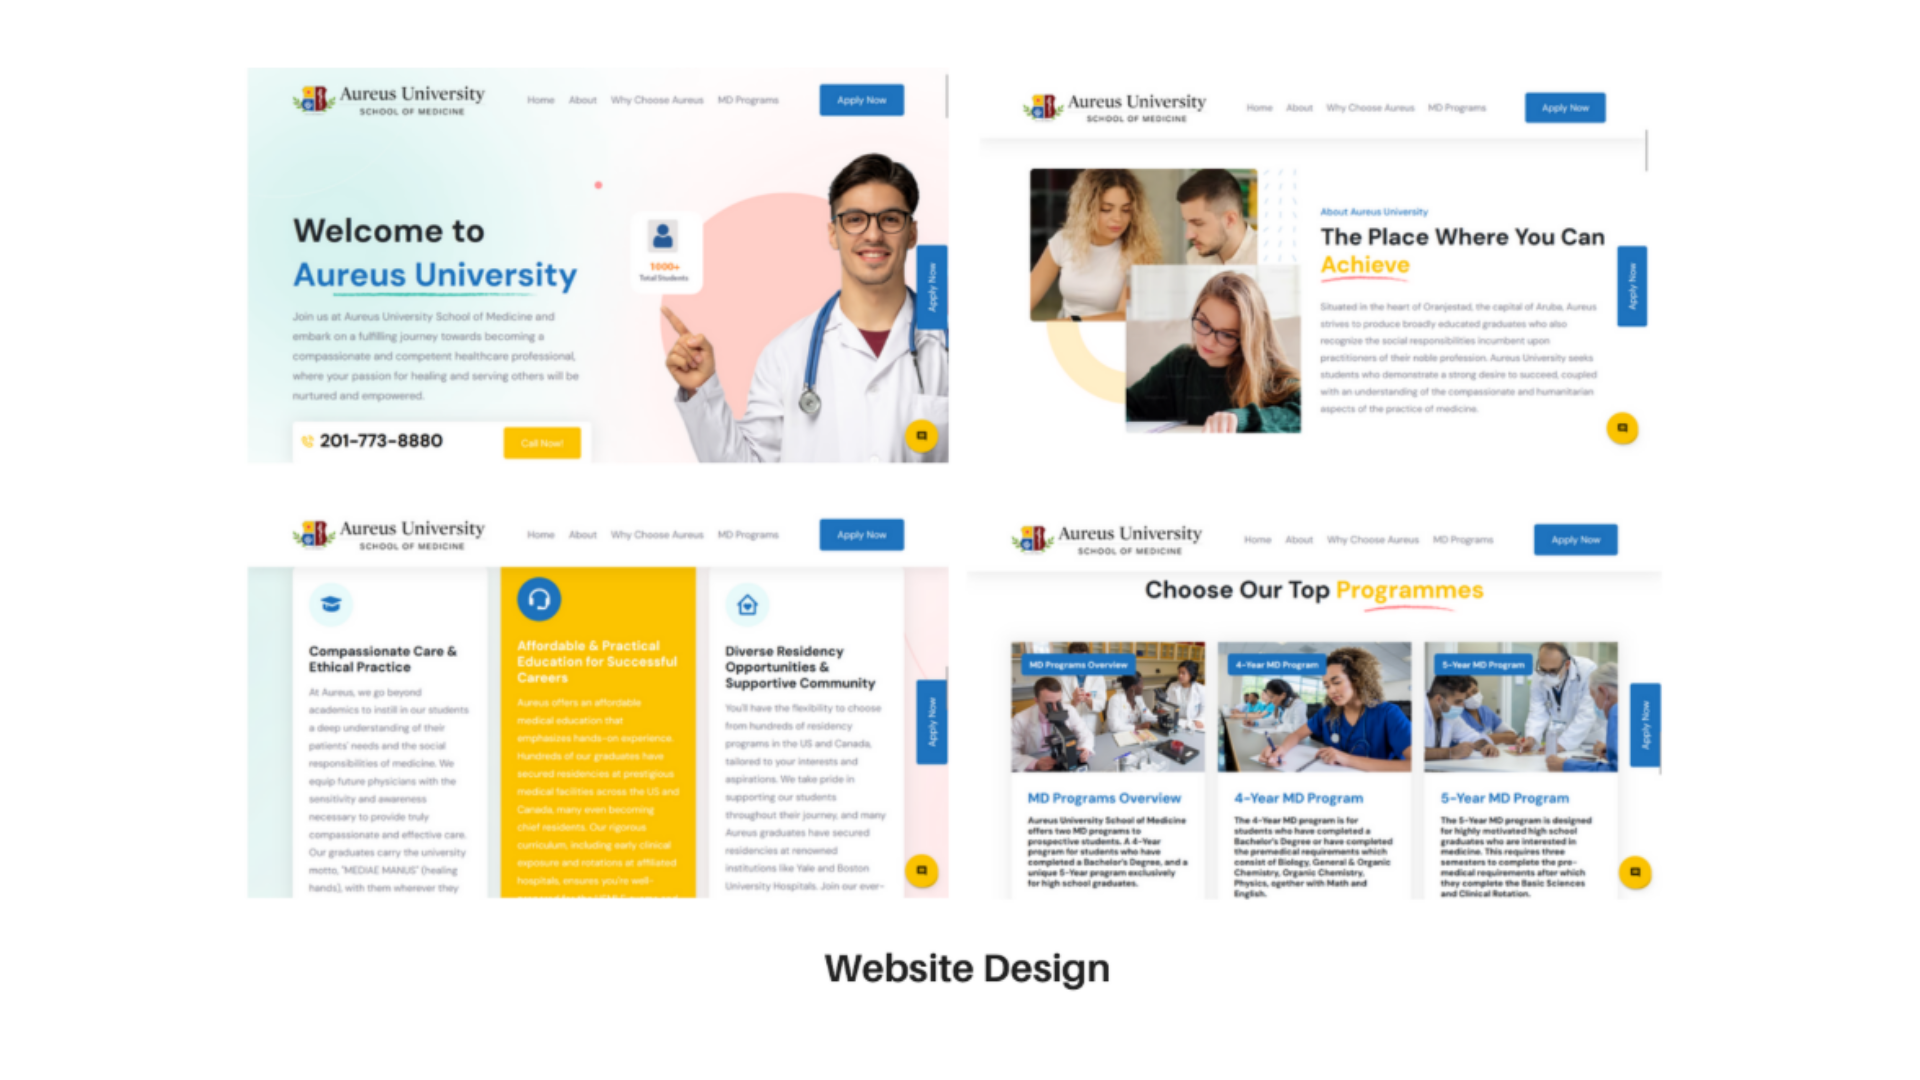 Aureus University
SCHOOL OF MEDICINE
Home About Why Choose Aureus MD Programs
Apply Now
Welcome to
Aureus University
Join us at Aureus University School of Medicine and
embark on a fulfilling journey towards becoming a
compassionate and competent healthcare professional,
where your passion for healing and serving others will be
nurtured and empowered.
201-773-8880
Call Now!
1000+
Total Students
Apply Now
Aureus University
SCHOOL OF MEDICINE
Home About Why Choose Aureus MD Programs
Apply Now
About Aureus University
The Place Where You Can
Achieve
Situated in the heart of Oranjestad, the capital of Aruba, Aureus
strives to produce broadly educated graduates who also
recognize the social responsibilities incumbent upon
practitioners of their noble profession. Aureus University seeks
students who demonstrate a strong desire to succeed, coupled
with an understanding of the compassionate and humanitarian
aspects of the practice of medicine.
Apply Now
Aureus University
SCHOOL OF MEDICINE
Home About Why Choose Aureus MD Programs
Apply Now
Compassionate Care &
Ethical Practice
At Aureus, we go beyond
academics to instill in our students
a deep understanding of their
patients' needs and the social
responsibilities of medicine. We
equip future physicians with the
sensitivity and awareness
necessary to provide truly
compassionate and effective care.
Our graduates carry the university
motto, "MEDIAE MANUS" (healing
hands), with them wherever they
Affordable & Practical
Education for Successful
Careers
Aureus offers an affordable
medical education that
emphasizes hands-on experience.
Hundreds of our graduates have
secured residencies at prestigious
medical facilities across the US and
Canada, many even becoming
chief residents. Our rigorous
curriculum, including early clinical
exposure and rotations at affiliated
hospitals, ensures you're well-
Diverse Residency
Opportunities &
Supportive Community
You'll have the flexibility to choose
from hundreds of residency
programs in the US and Canada,
tailored to your interests and
aspirations. We take pride in
supporting our students
throughout their journey, and many
Aureus graduates have secured
residencies at renowned
institutions like Yale and Boston
University Hospitals. Join our ever-
Apply Now
Aureus University
SCHOOL OF MEDICINE
Home About Why Choose Aureus MD Programs
Apply Now
Choose Our Top Programmes
MD Programs Overview
MD Programs Overview
Aureus University School of Medicine
offers two MD programs to
prospective students. A 4-Year
program for students who have
completed a Bachelor's Degree, and a
unique 5-Year program exclusively
for high school graduates.
4-Year MD Program
4-Year MD Program
The 4-Year MD program is for
students who have completed a
Bachelor's Degree or have completed
the premedical requirements which
consist of Biology, General & Organic
Chemistry, Organic Chemistry,
Physics, ogether with Math and
English.
5-Year MD Program
5-Year MD Program
The 5-Year MD program is designed
for highly motivated high school
graduates who are interested in
medicine. This requires three
semesters to complete the pre-
medical requirements after which
they complete the Basic Sciences
and Clinical Rotation.
Apply Now
Website Design